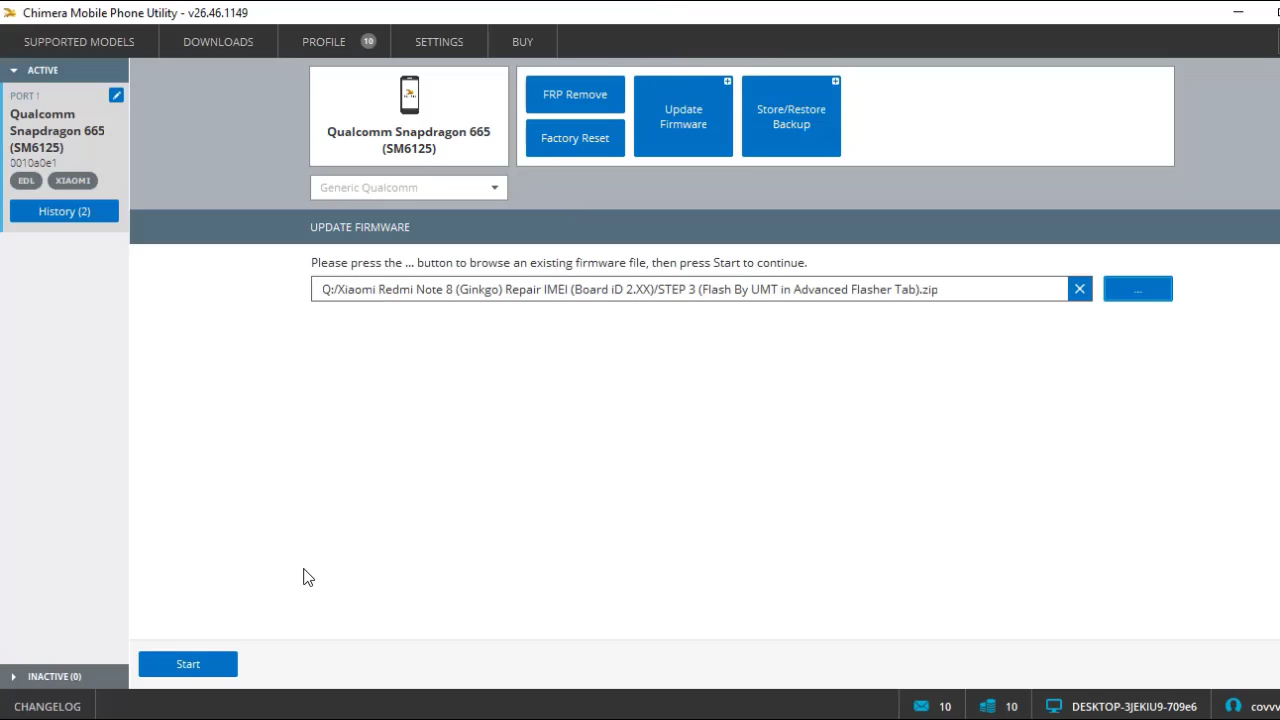 Chimera Mobile Phone Utility - v26.46.1149
SUPPORTED MODELS
DOWNLOADS
PROFILE 10
SETTINGS
BUY
ACTIVE
PORT 1
Qualcomm
Snapdragon 665
(SM6125)
0010a0e1
EDL XIAOMI
History (2)
Qualcomm Snapdragon 665
(SM6125)
FRP Remove
Factory Reset
Update
Firmware
Store/Restore
Backup
Generic Qualcomm
UPDATE FIRMWARE
Please press the ... button to browse an existing firmware file, then press Start to continue.
Q:/Xiaomi Redmi Note 8 (Ginkgo) Repair IMEI (Board iD 2.XX)/STEP 3 (Flash By UMT in Advanced Flasher Tab).zip
...
Start
INACTIVE (0)
CHANGELOG
10
10
DESKTOP-3JEKIU9-709e6